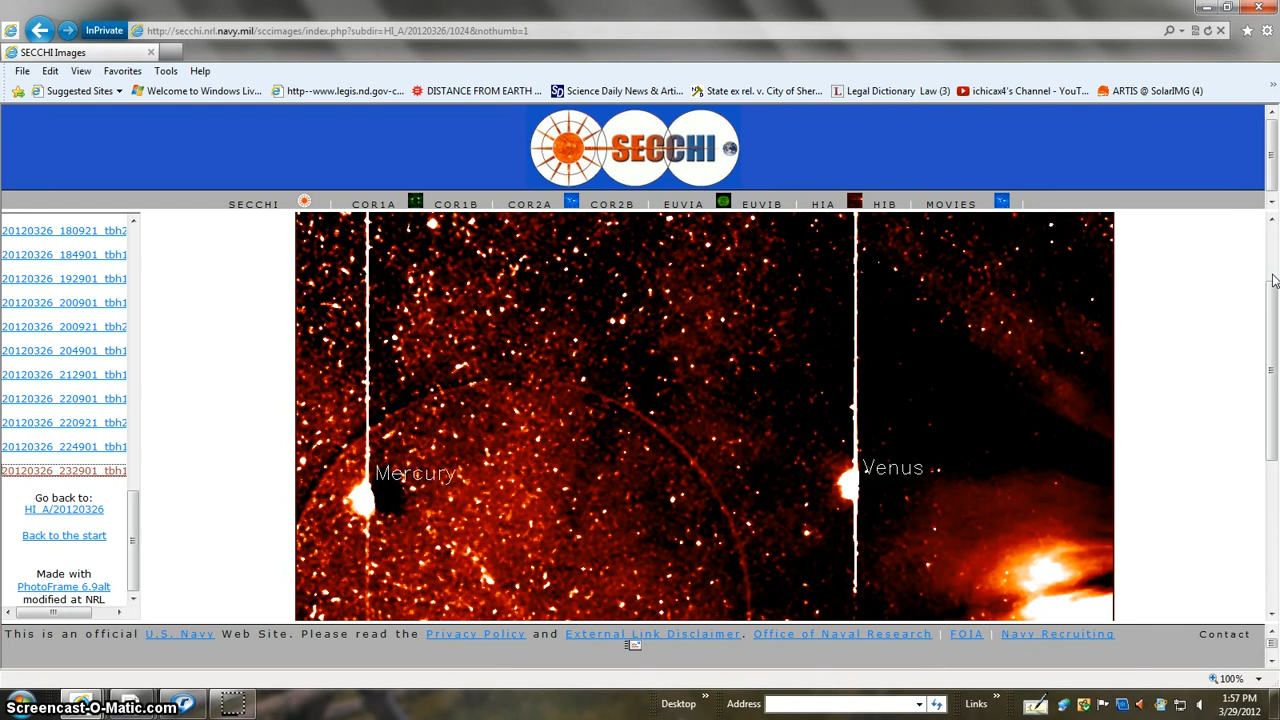 InPrivate
http://secchi.nrl.navy.mil/sccimages/index.php?subdir=HI_A/20120326/1024&nothumb=1
SECCHI Images
File Edit View Favorites Tools Help
Suggested Sites Welcome to Windows Liv... http--www.legis.nd.gov-c... DISTANCE FROM EARTH ... Science Daily News & Arti... State ex rel. v. City of Sher... Legal Dictionary Law (3) ichicax4's Channel - YouT... ARTIS @ SolarIMG (4)
SECCHI
SECCHI | COR1A COR1B | COR2A COR2B | EUVIA EUVIB | HIA HIB | MOVIES |
20120326_180921_tbh2
20120326_184901_tbh1
20120326_192901_tbh1
20120326_200901_tbh1
20120326_200921_tbh2
20120326_204901_tbh1
20120326_212901_tbh1
20120326_220901_tbh1
20120326_220921_tbh2
20120326_224901_tbh1
20120326_232901_tbh1
Go back to:
HI_A/20120326
Back to the start
Made with
PhotoFrame 6.9alt
modified at NRL
Mercury
Venus
This is an official U.S. Navy Web Site. Please read the Privacy Policy and External Link Disclaimer. Office of Naval Research | FOIA | Navy Recruiting
Contact
100%
Screencast-O-Matic.com
Desktop » Address Links »
1:57 PM
3/29/2012